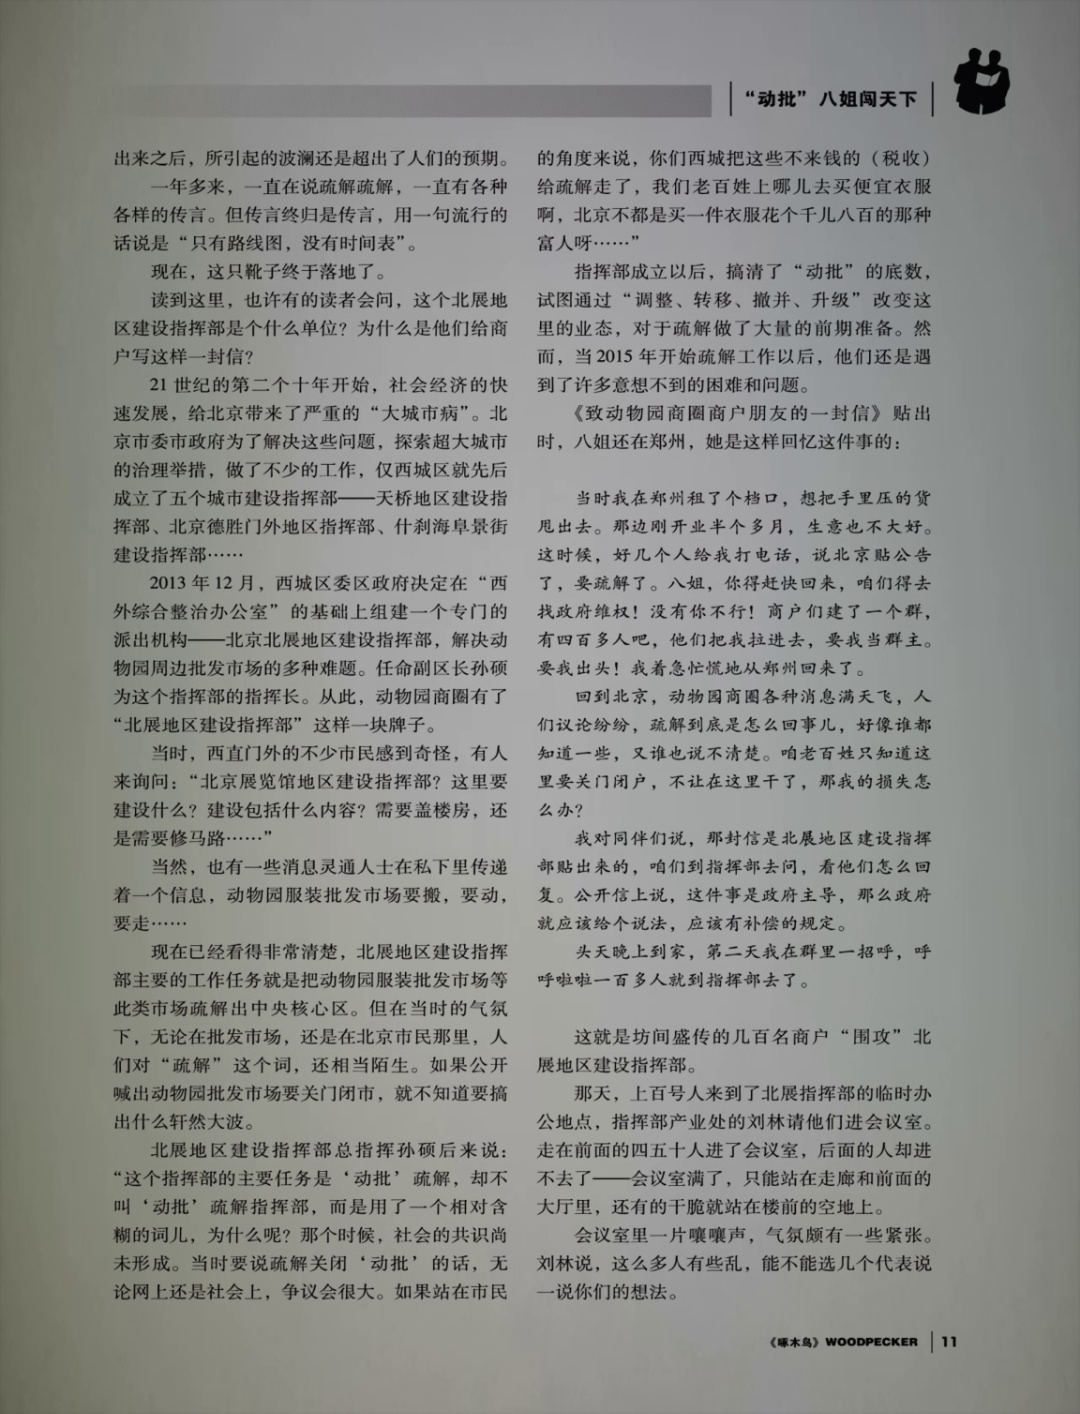 “动批”八姐闯天下
出来之后，所引起的波澜还是超出了人们的预期。
一年多来，一直在说疏解疏解，一直有各种
各样的传言。但传言终归是传言，用一句流行的
话说是“只有路线图，没有时间表”。
现在，这只靴子终于落地了。
读到这里，也许有的读者会问，这个北展地
区建设指挥部是个什么单位？为什么是他们给商
户写这样一封信？
21 世纪的第二个十年开始，社会经济的快
速发展，给北京带来了严重的“大城市病”。北
京市委市政府为了解决这些问题，探索超大城市
的治理举措，做了不少的工作，仅西城区就先后
成立了五个城市建设指挥部——天桥地区建设指
挥部、北京德胜门外地区指挥部、什刹海阜景街
建设指挥部……
2013 年 12 月，西城区委区政府决定在“西
外综合整治办公室”的基础上组建一个专门的
派出机构——北京北展地区建设指挥部，解决动
物园周边批发市场的多种难题。任命副区长孙硕
为这个指挥部的指挥长。从此，动物园商圈有了
“北展地区建设指挥部”这样一块牌子。
当时，西直门外的不少市民感到奇怪，有人
来询问：“北京展览馆地区建设指挥部？这里要
建设什么？建设包括什么内容？需要盖楼房，还
是需要修马路……”
当然，也有一些消息灵通人士在私下里传递
着一个信息，动物园服装批发市场要搬，要动，
要走……
现在已经看得非常清楚，北展地区建设指挥
部主要的工作任务就是把动物园服装批发市场等
此类市场疏解出中央核心区。但在当时的气氛
下，无论在批发市场，还是在北京市民那里，人
们对“疏解”这个词，还相当陌生。如果公开
喊出动物园批发市场要关门闭市，就不知道要搞
出什么轩然大波。
北展地区建设指挥部总指挥孙硕后来说：
“这个指挥部的主要任务是‘动批’疏解，却不
叫‘动批’疏解指挥部，而是用了一个相对含
糊的词儿，为什么呢？那个时候，社会的共识尚
未形成。当时要说疏解关闭‘动批’的话，无
论网上还是社会上，争议会很大。如果站在市民
的角度来说，你们西城把这些不来钱的（税收）
给疏解走了，我们老百姓上哪儿去买便宜衣服
啊，北京不都是买一件衣服花个千儿八百的那种
富人呀……”
指挥部成立以后，搞清了“动批”的底数，
试图通过“调整、转移、撤并、升级”改变这
里的业态，对于疏解做了大量的前期准备。然
而，当 2015 年开始疏解工作以后，他们还是遇
到了许多意想不到的困难和问题。
《致动物园商圈商户朋友的一封信》贴出
时，八姐还在郑州，她是这样回忆这件事的：
当时我在郑州租了个档口，想把手里压的货
甩出去。那边刚开业半个多月，生意也不大好。
这时候，好几个人给我打电话，说北京贴公告
了，要疏解了。八姐，你得赶快回来，咱们得去
找政府维权！没有你不行！商户们建了一个群，
有四百多人吧，他们把我拉进去，要我当群主。
要我出头！我着急忙慌地从郑州回来了。
回到北京，动物园商圈各种消息满天飞，人
们议论纷纷，疏解到底是怎么回事儿，好像谁都
知道一些，又谁也说不清楚。咱老百姓只知道这
里要关门闭户，不让在这里干了，那我的损失怎
么办？
我对同伴们说，那封信是北展地区建设指挥
部贴出来的，咱们到指挥部去问，看他们怎么回
复。公开信上说，这件事是政府主导，那么政府
就应该给个说法，应该有补偿的规定。
头天晚上到家，第二天我在群里一招呼，呼
呼啦啦一百多人就到指挥部去了。
这就是坊间盛传的几百名商户“围攻”北
展地区建设指挥部。
那天，上百号人来到了北展指挥部的临时办
公地点，指挥部产业处的刘林请他们进会议室。
走在前面的四五十人进了会议室，后面的人却进
不去了——会议室满了，只能站在走廊和前面的
大厅里，还有的干脆就站在楼前的空地上。
会议室里一片嚷嚷声，气氛颇有一些紧张。
刘林说，这么多人有些乱，能不能选几个代表说
一说你们的想法。
《啄木鸟》WOODPECKER 11